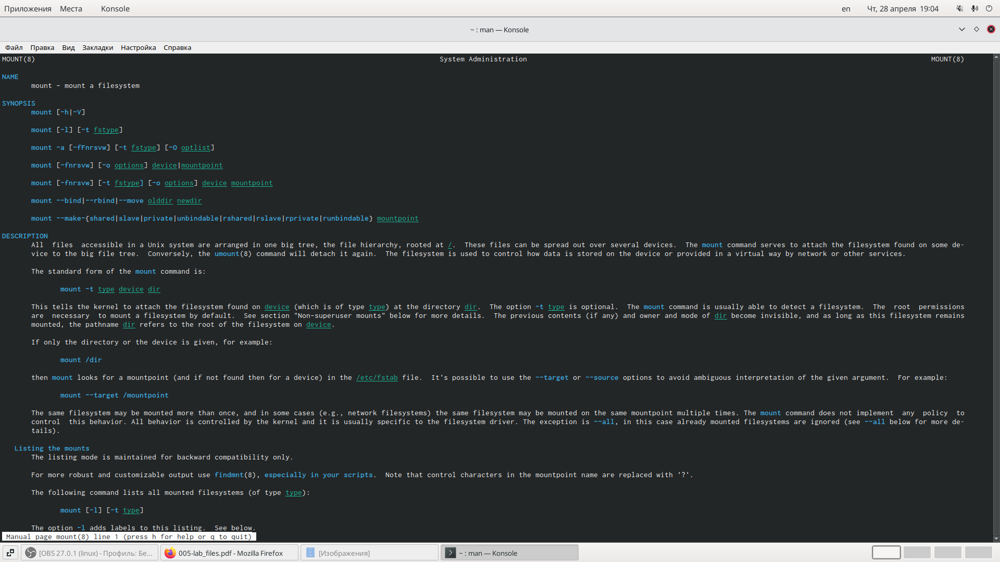 Приложения Места Konsole en Чт, 28 апреля 19:04
~ : man — Konsole
Файл Правка Вид Закладки Настройка Справка
MOUNT(8) System Administration MOUNT(8)
NAME
mount - mount a filesystem
SYNOPSIS
mount [-h|-V]
mount [-l] [-t fstype]
mount -a [-fFnrsvw] [-t fstype] [-O optlist]
mount [-fnrsvw] [-o options] device|mountpoint
mount [-fnrsvw] [-t fstype] [-o options] device mountpoint
mount --bind|--rbind|--move olddir newdir
mount --make-{shared|slave|private|unbindable|rshared|rslave|rprivate|runbindable} mountpoint
DESCRIPTION
All files accessible in a Unix system are arranged in one big tree, the file hierarchy, rooted at /. These files can be spread out over several devices. The mount command serves to attach the filesystem found on some de-
vice to the big file tree. Conversely, the umount(8) command will detach it again. The filesystem is used to control how data is stored on the device or provided in a virtual way by network or other services.
The standard form of the mount command is:
mount -t type device dir
This tells the kernel to attach the filesystem found on device (which is of type type) at the directory dir. The option -t type is optional. The mount command is usually able to detect a filesystem. The root permissions
are necessary to mount a filesystem by default. See section "Non-superuser mounts" below for more details. The previous contents (if any) and owner and mode of dir become invisible, and as long as this filesystem remains
mounted, the pathname dir refers to the root of the filesystem on device.
If only the directory or the device is given, for example:
mount /dir
then mount looks for a mountpoint (and if not found then for a device) in the /etc/fstab file. It's possible to use the --target or --source options to avoid ambiguous interpretation of the given argument. For example:
mount --target /mountpoint
The same filesystem may be mounted more than once, and in some cases (e.g., network filesystems) the same filesystem may be mounted on the same mountpoint multiple times. The mount command does not implement any policy to
control this behavior. All behavior is controlled by the kernel and it is usually specific to the filesystem driver. The exception is --all, in this case already mounted filesystems are ignored (see --all below for more de-
tails).
Listing the mounts
The listing mode is maintained for backward compatibility only.
For more robust and customizable output use findmnt(8), especially in your scripts. Note that control characters in the mountpoint name are replaced with '?'.
The following command lists all mounted filesystems (of type type):
mount [-l] [-t type]
The option -l adds labels to this listing. See below.
Manual page mount(8) line 1 (press h for help or q to quit)
[OBS 27.0.1 (linux) - Профиль: Бе... 005-lab_files.pdf - Mozilla Firefox [Изображения] ~ : man — Konsole